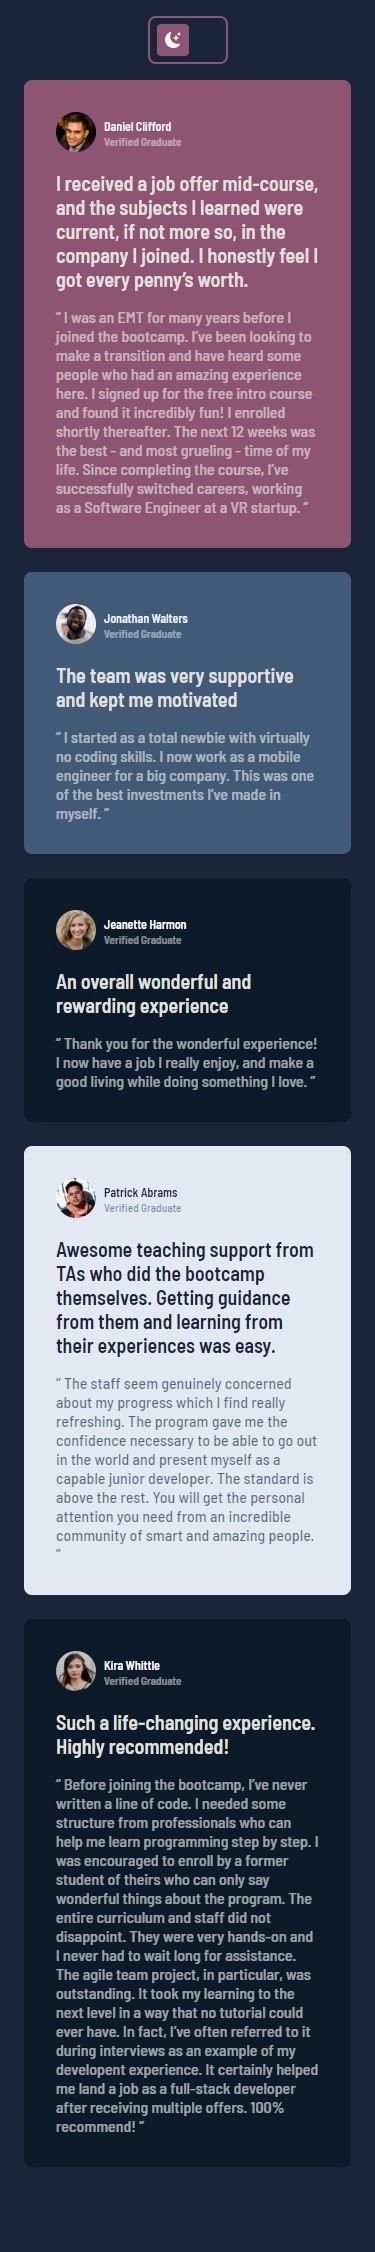 Daniel Clifford
Verified Graduate
I received a job offer mid-course,
and the subjects I learned were
current, if not more so, in the
company I joined. I honestly feel I
got every penny’s worth.
“ I was an EMT for many years before I
joined the bootcamp. I’ve been looking to
make a transition and have heard some
people who had an amazing experience
here. I signed up for the free intro course
and found it incredibly fun! I enrolled
shortly thereafter. The next 12 weeks was
the best - and most grueling - time of my
life. Since completing the course, I’ve
successfully switched careers, working
as a Software Engineer at a VR startup. ”
Jonathan Walters
Verified Graduate
The team was very supportive
and kept me motivated
“ I started as a total newbie with virtually
no coding skills. I now work as a mobile
engineer for a big company. This was one
of the best investments I’ve made in
myself. ”
Jeanette Harmon
Verified Graduate
An overall wonderful and
rewarding experience
“ Thank you for the wonderful experience!
I now have a job I really enjoy, and make a
good living while doing something I love. ”
Patrick Abrams
Verified Graduate
Awesome teaching support from
TAs who did the bootcamp
themselves. Getting guidance
from them and learning from
their experiences was easy.
“ The staff seem genuinely concerned
about my progress which I find really
refreshing. The program gave me the
confidence necessary to be able to go out
in the world and present myself as a
capable junior developer. The standard is
above the rest. You will get the personal
attention you need from an incredible
community of smart and amazing people.
”
Kira Whittle
Verified Graduate
Such a life-changing experience.
Highly recommended!
“ Before joining the bootcamp, I’ve never
written a line of code. I needed some
structure from professionals who can
help me learn programming step by step. I
was encouraged to enroll by a former
student of theirs who can only say
wonderful things about the program. The
entire curriculum and staff did not
disappoint. They were very hands-on and
I never had to wait long for assistance.
The agile team project, in particular, was
outstanding. It took my learning to the
next level in a way that no tutorial could
ever have. In fact, I’ve often referred to it
during interviews as an example of my
developent experience. It certainly helped
me land a job as a full-stack developer
after receiving multiple offers. 100%
recommend! ”